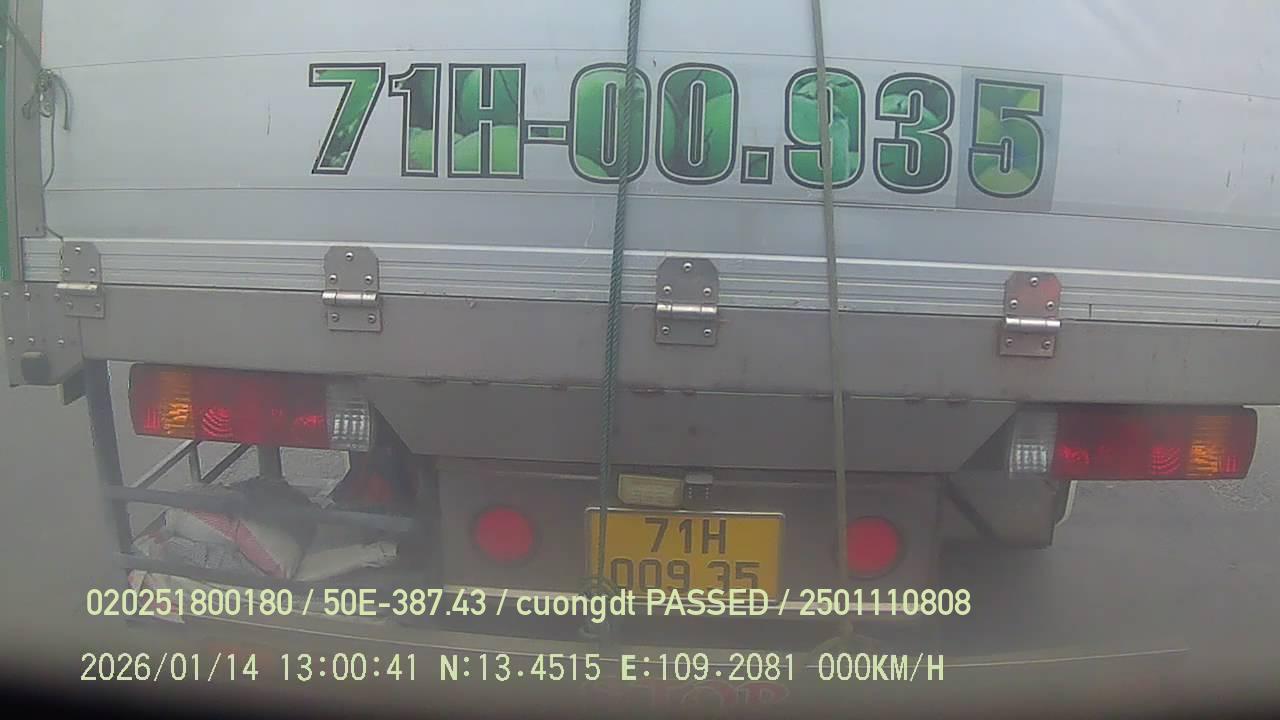 71H-00.935
71H
009 35
020251800180 / 50E-387.43 / cuongdt PASSED / 2501110808
2026/01/14 13:00:41 N:13.4515 E:109.2081 000KM/H